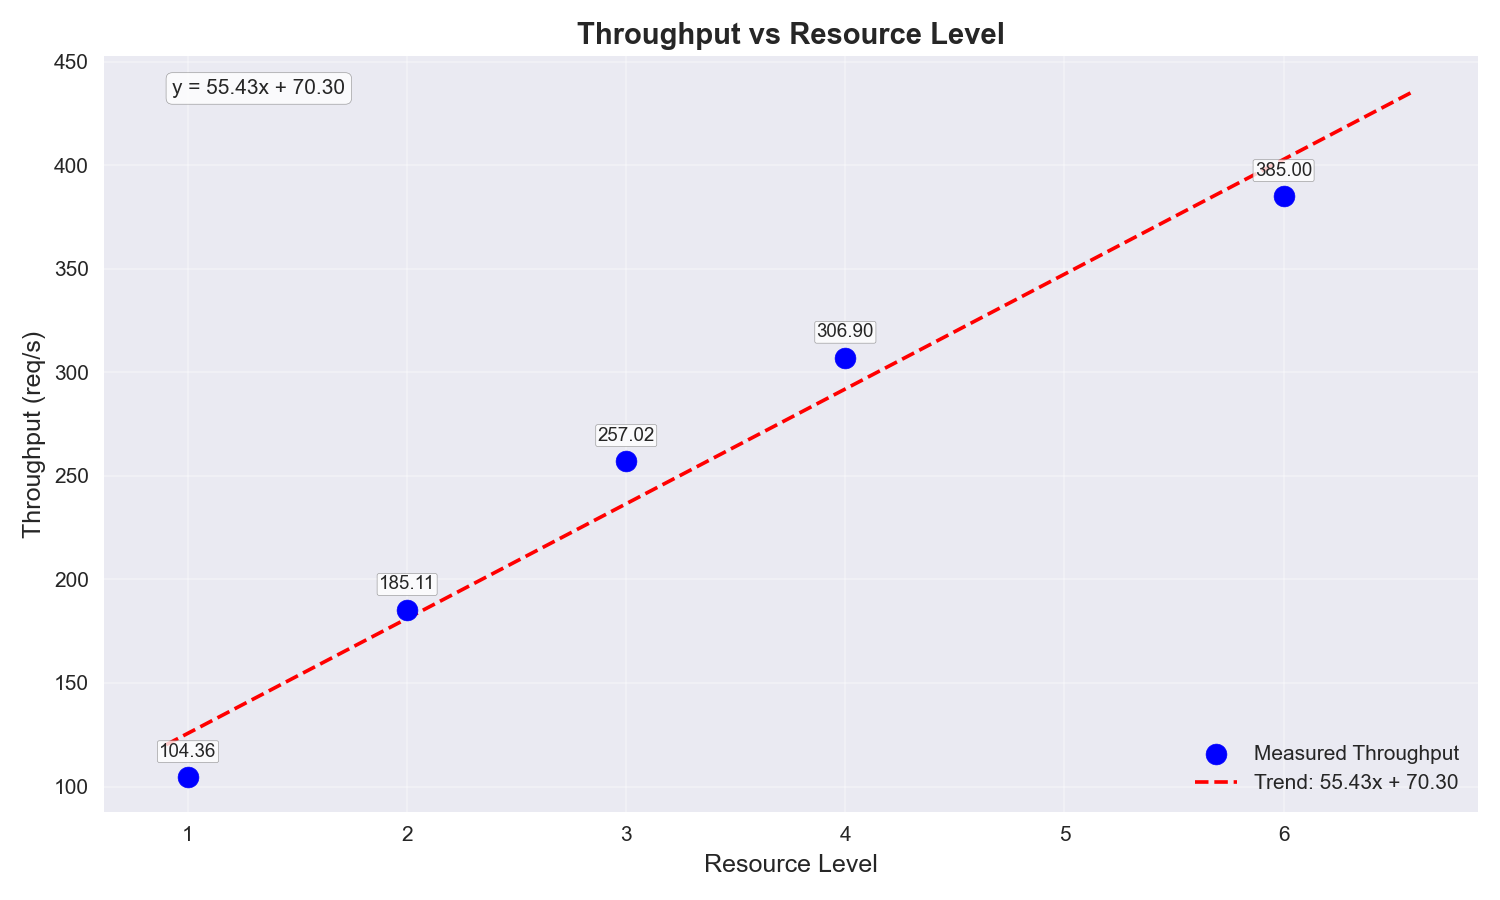 Throughput vs Resource Level
y = 55.43x + 70.30
450
400
350
300
250
200
150
100
Throughput (req/s)
385.00
306.90
257.02
185.11
104.36
Measured Throughput
Trend: 55.43x + 70.30
1 2 3 4 5 6
Resource Level